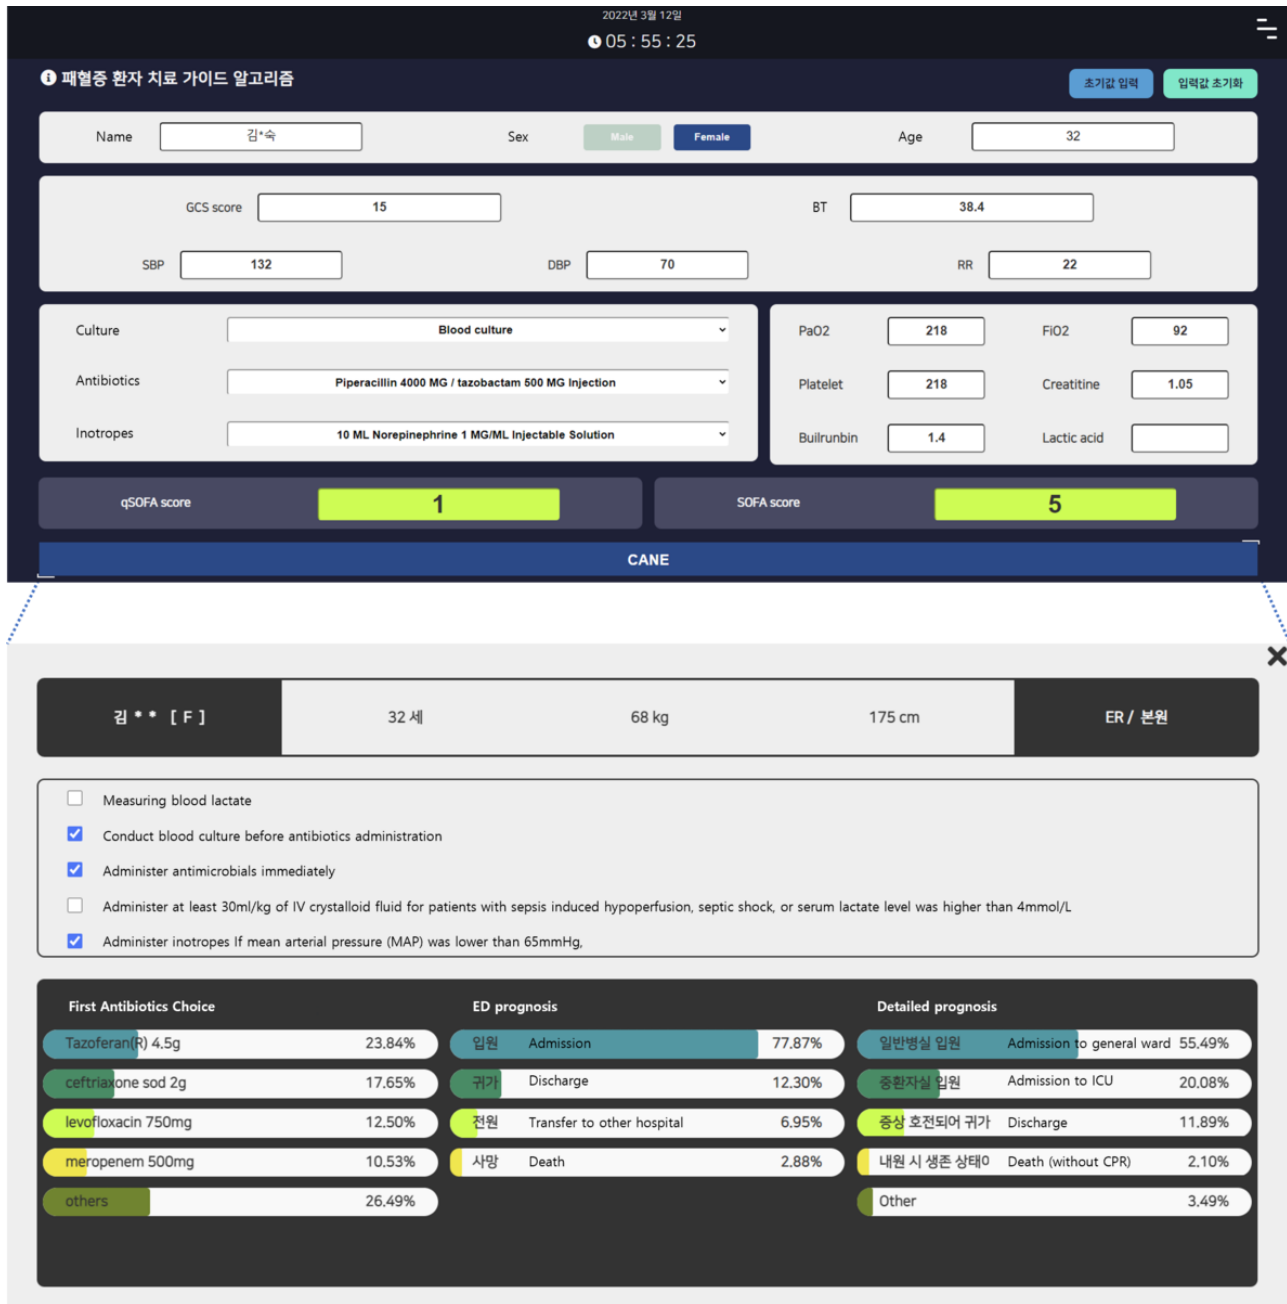 2022년 3월 12일
05 : 55 : 25
패혈증 환자 치료 가이드 알고리즘
초기값 입력
입력값 초기화
Name 김*숙 Sex Male Female Age 32
GCS score 15 BT 38.4
SBP 132 DBP 70 RR 22
Culture Blood culture
Antibiotics Piperacillin 4000 MG / tazobactam 500 MG Injection
Inotropes 10 ML Norepinephrine 1 MG/ML Injectable Solution
PaO2 218 FiO2 92
Platelet 218 Creatitine 1.05
Builrunbin 1.4 Lactic acid
qSOFA score 1 SOFA score 5
CANE
김 * * [ F ] 32 세 68 kg 175 cm ER / 본원
Measuring blood lactate
Conduct blood culture before antibiotics administration
Administer antimicrobials immediately
Administer at least 30ml/kg of IV crystalloid fluid for patients with sepsis induced hypoperfusion, septic shock, or serum lactate level was higher than 4mmol/L
Administer inotropes If mean arterial pressure (MAP) was lower than 65mmHg,
First Antibiotics Choice
Tazoferan(R) 4.5g 23.84%
ceftriaxone sod 2g 17.65%
levofloxacin 750mg 12.50%
meropenem 500mg 10.53%
others 26.49%
ED prognosis
입원 Admission 77.87%
귀가 Discharge 12.30%
전원 Transfer to other hospital 6.95%
사망 Death 2.88%
Detailed prognosis
일반병실 입원 Admission to general ward 55.49%
중환자실 입원 Admission to ICU 20.08%
증상 호전되어 귀가 Discharge 11.89%
내원 시 생존 상태 Death (without CPR) 2.10%
Other 3.49%